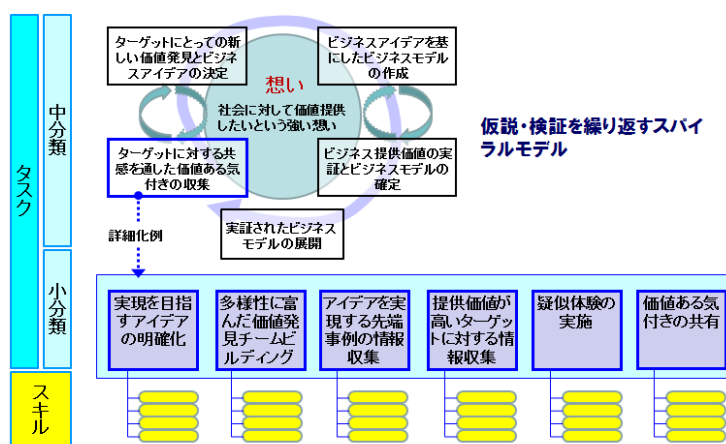 ターゲットにとっての新
しい価値発見とビジネ
スアイデアの決定
ビジネスアイデアを基
にしたビジネスモデル
の作成
想い
社会に対して価値提供
したいという強い想い
ターゲットに対する共
感を通した価値ある気
付きの収集
ビジネス提供価値の実
証とビジネスモデルの
確定
実証されたビジネス
モデルの展開
仮説・検証を繰り返すスパイ
ラルモデル
タスク
中分類
詳細化例
小分類
実現を目指
すアイデア
の明確化
多様性に富
んだ価値発
見チームビ
ルディング
アイデアを実
現する先端
事例の情報
収集
提供価値が
高いターゲッ
トに対する情
報収集
疑似体験の
実施
価値ある気
付きの共有
スキル